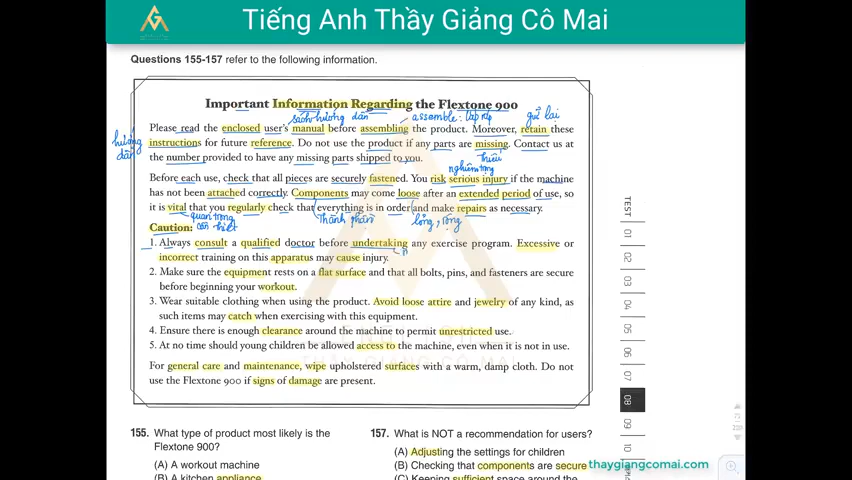 Tiếng Anh Thầy Giảng Cô Mai
Questions 155-157 refer to the following information.
Important Information Regarding the Flextone 900
sách hướng dẫn
assemble: lắp ráp
gửi lại
Please read the enclosed user's manual before assembling the product. Moreover, retain these
hướng dẫn
instructions for future reference. Do not use the product if any parts are missing. Contact us at
the number provided to have any missing parts shipped to you.
thiếu
nghiêm trọng
Before each use, check that all pieces are securely fastened. You risk serious injury if the machine
has not been attached correctly. Components may come loose after an extended period of use, so
it is vital that you regularly check that everything is in order and make repairs as necessary.
quan trọng
cần thiết
thành phần
lỏng, rộng
Caution:
1. Always consult a qualified doctor before undertaking any exercise program. Excessive or
incorrect training on this apparatus may cause injury.
2. Make sure the equipment rests on a flat surface and that all bolts, pins, and fasteners are secure
before beginning your workout.
3. Wear suitable clothing when using the product. Avoid loose attire and jewelry of any kind, as
such items may catch when exercising with this equipment.
4. Ensure there is enough clearance around the machine to permit unrestricted use.
5. At no time should young children be allowed access to the machine, even when it is not in use.
THẦY GIẢNG CÔ MAI
For general care and maintenance, wipe upholstered surfaces with a warm, damp cloth. Do not
use the Flextone 900 if signs of damage are present.
155. What type of product most likely is the
Flextone 900?
(A) A workout machine
(B) A kitchen appliance
157. What is NOT a recommendation for users?
(A) Adjusting the settings for children
(B) Checking that components are secure
(C) Keeping sufficient space around the
thaygiangcomai.com
TEST
01
02
03
04
05
06
07
08
09
10